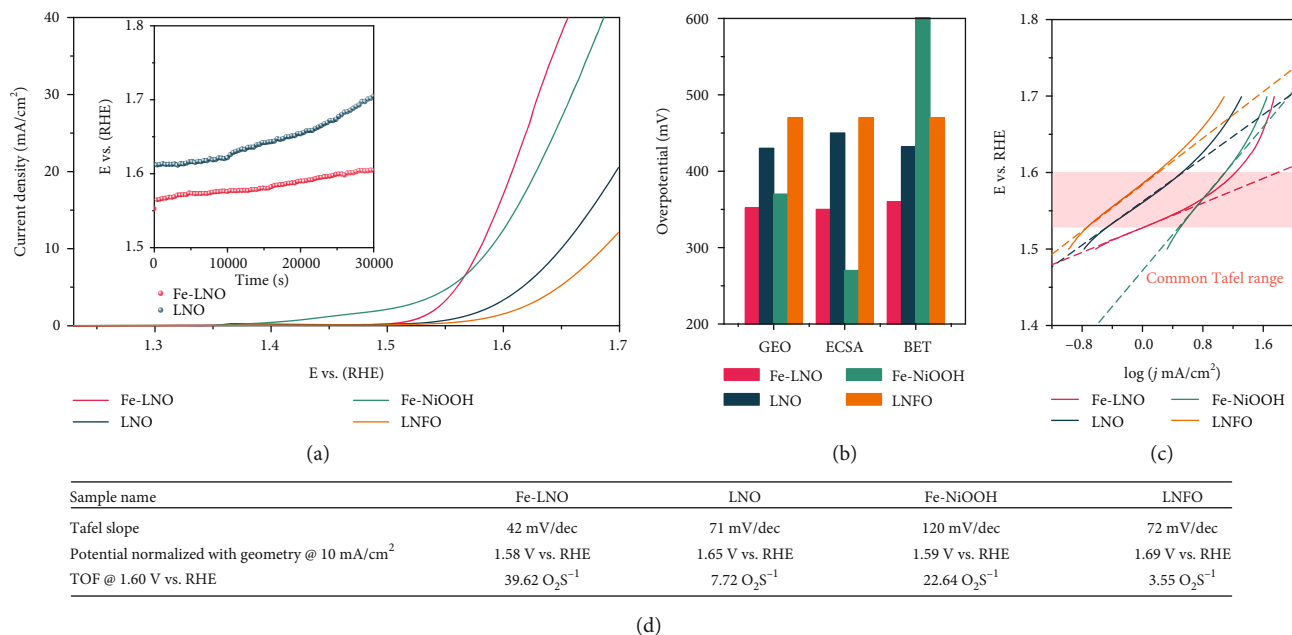 40
30
20
10
0
Current density (mA/cm²)
1.3
1.4
1.5
1.6
1.7
E vs. (RHE)
1.8
1.7
1.6
1.5
E vs. (RHE)
0
10000
20000
30000
Time (s)
Fe-LNO
LNO
Fe-LNO
Fe-NiOOH
LNO
LNFO
(a)
600
500
450
300
200
Overpotential (mV)
GEO
ECSA
BET
Fe-LNO
Fe-NiOOH
LNO
LNFO
(b)
1.8
1.7
1.6
1.5
1.4
E vs. RHE
Common Tafel range
−0.8
0.0
0.8
1.6
log (j mA/cm²)
Fe-LNO
Fe-NiOOH
LNO
LNFO
(c)
Sample name Fe-LNO LNO Fe-NiOOH LNFO
Tafel slope 42 mV/dec 71 mV/dec 120 mV/dec 72 mV/dec
Potential normalized with geometry @ 10 mA/cm² 1.58 V vs. RHE 1.65 V vs. RHE 1.59 V vs. RHE 1.69 V vs. RHE
TOF @ 1.60 V vs. RHE 39.62 O₂S⁻¹ 7.72 O₂S⁻¹ 22.64 O₂S⁻¹ 3.55 O₂S⁻¹
(d)